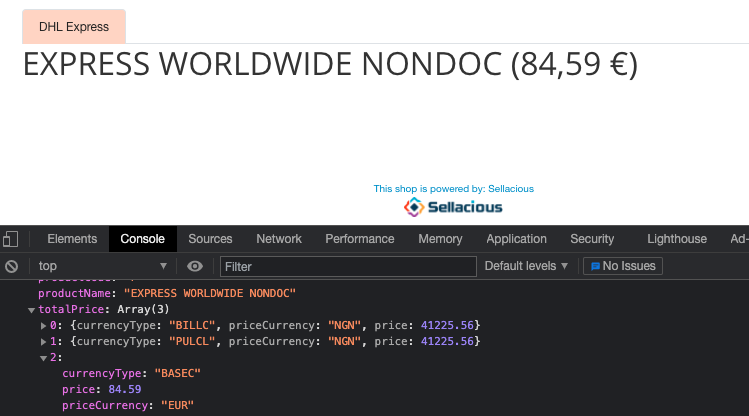 DHL Express
EXPRESS WORLDWIDE NONDOC (84,59 €)
This shop is powered by: Sellacious
Sellacious
Elements Console Sources Network Performance Memory Application Security Lighthouse Ad-
top Filter Default levels No Issues
productName: "EXPRESS WORLDWIDE NONDOC"
totalPrice: Array(3)
0: {currencyType: "BILLC", priceCurrency: "NGN", price: 41225.56}
1: {currencyType: "PULCL", priceCurrency: "NGN", price: 41225.56}
2:
currencyType: "BASEC"
price: 84.59
priceCurrency: "EUR"